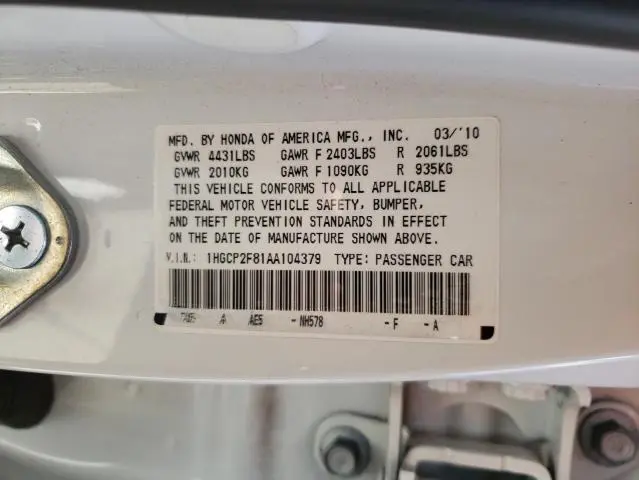 MFD. BY HONDA OF AMERICA MFG., INC. 03/'10
GVWR 4431LBS GAWR F 2403LBS R 2061LBS
GVWR 2010KG GAWR F 1090KG R 935KG
THIS VEHICLE CONFORMS TO ALL APPLICABLE
FEDERAL MOTOR VEHICLE SAFETY, BUMPER,
AND THEFT PREVENTION STANDARDS IN EFFECT
ON THE DATE OF MANUFACTURE SHOWN ABOVE.
V.I.N.: 1HGCP2F81AA104379 TYPE: PASSENGER CAR
A AE5 -NH578 -F -A